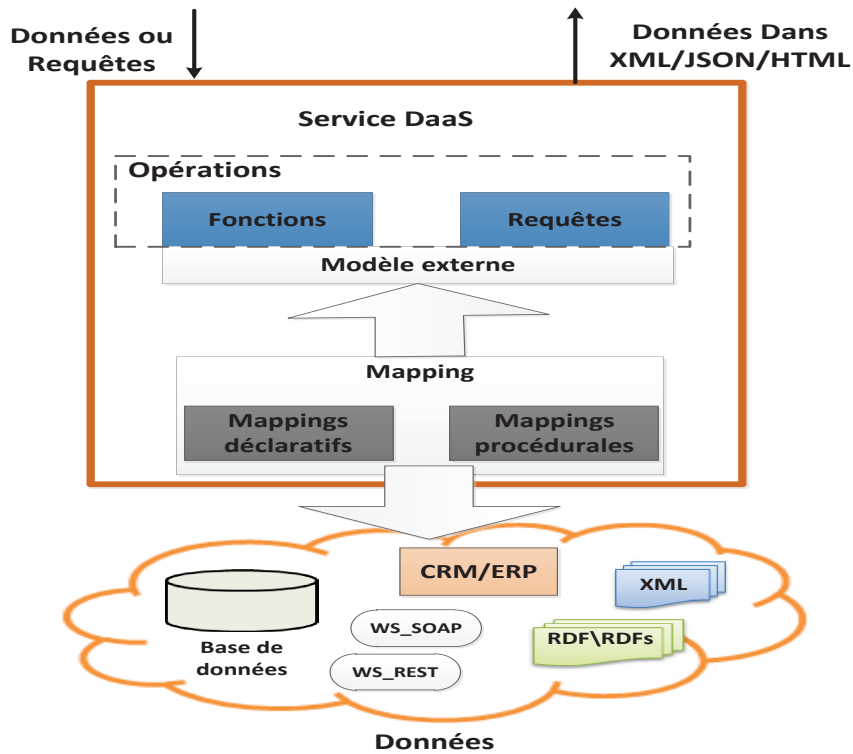 Données ou
Requêtes
Données Dans
XML/JSON/HTML
Service DaaS
Opérations
Fonctions
Requêtes
Modèle externe
Mapping
Mappings
déclaratifs
Mappings
procédurales
CRM/ERP
XML
Base de
données
WS_SOAP
WS_REST
RDF\RDFs
Données